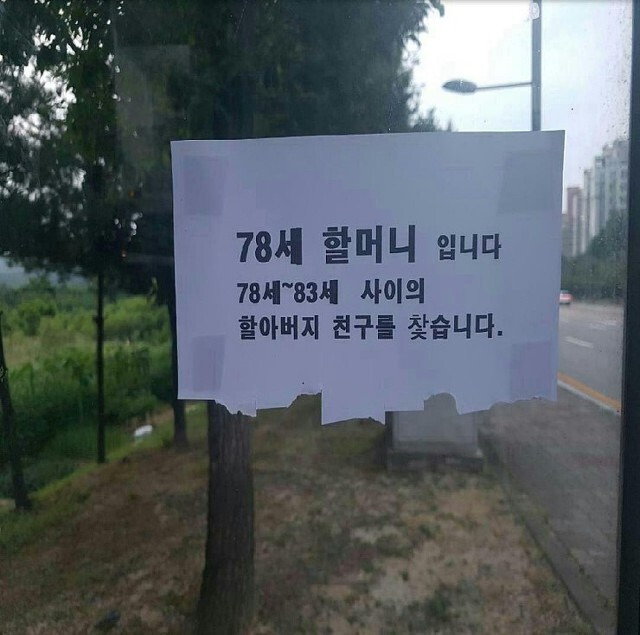 78세 할머니 입니다
78세~83세 사이의
할아버지 친구를 찾습니다.